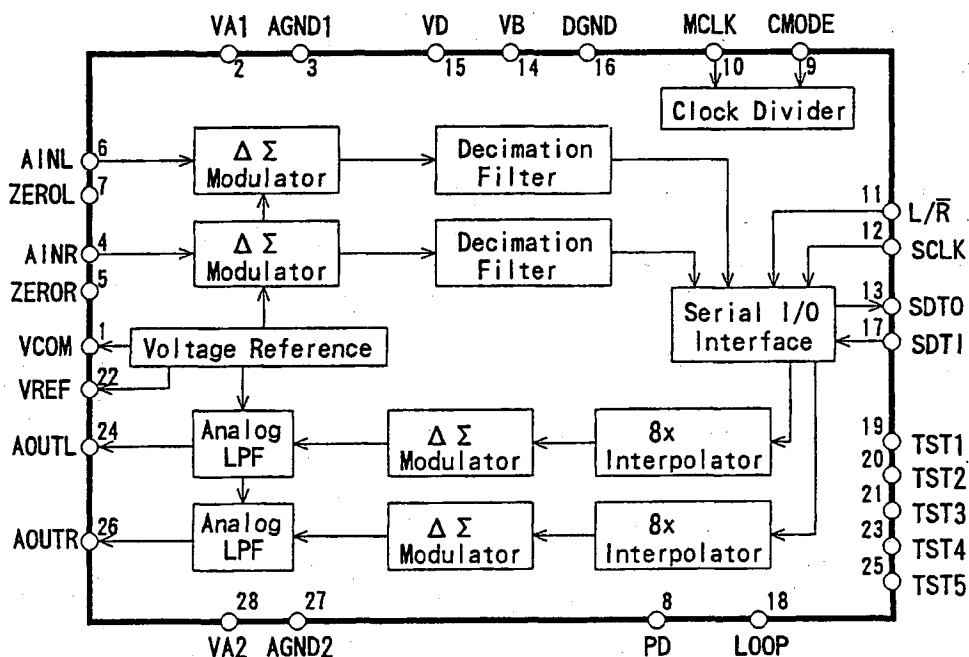 VA1 AGND1 VD VB DGND MCLK CMODE
2 3 15 14 16 10 9
Clock Divider
AINL 6
ZEROL 7
ΔΣ
Modulator
Decimation
Filter
AINR 4
ZEROR 5
ΔΣ
Modulator
Decimation
Filter
11 L/R̅
12 SCLK
13 SDTO
17 SDTI
Serial I/O
Interface
VCOM 1
Voltage Reference
VREF 22
AOUTL 24
Analog
LPF
ΔΣ
Modulator
8x
Interpolator
AOUTR 26
Analog
LPF
ΔΣ
Modulator
8x
Interpolator
19 TST1
20 TST2
21 TST3
23 TST4
25 TST5
28 27 8 18
VA2 AGND2 PD LOOP